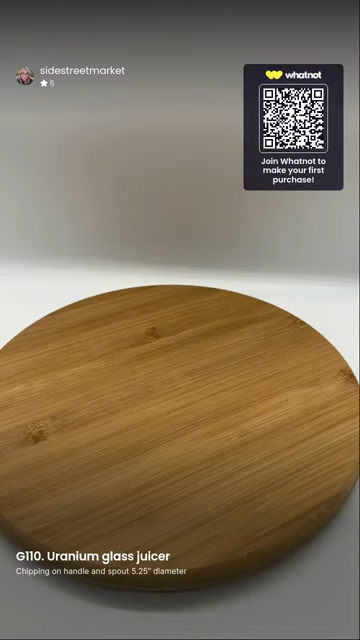 sidestreetmarket
5
whatnot
Join Whatnot to
make your first
purchase!
G110. Uranium glass juicer
Chipping on handle and spout 5.25" diameter